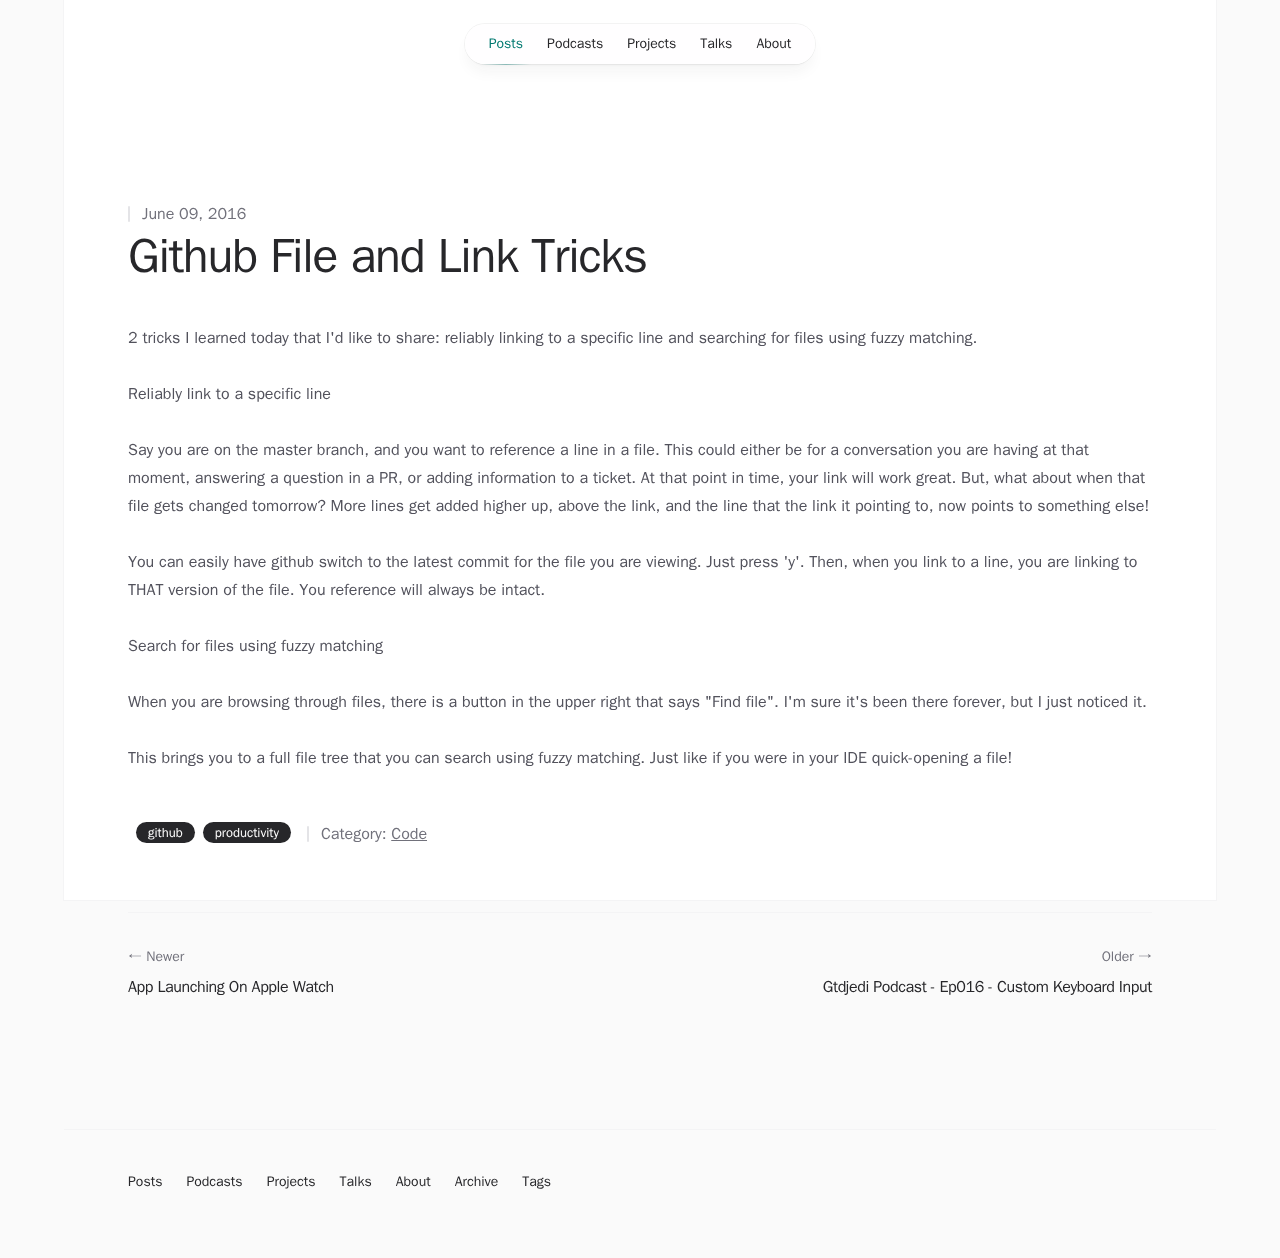 Posts Podcasts Projects Talks About
June 09, 2016
Github File and Link Tricks
2 tricks I learned today that I'd like to share: reliably linking to a specific line and searching for files using fuzzy matching.
Reliably link to a specific line
Say you are on the master branch, and you want to reference a line in a file. This could either be for a conversation you are having at that
moment, answering a question in a PR, or adding information to a ticket. At that point in time, your link will work great. But, what about when that
file gets changed tomorrow? More lines get added higher up, above the link, and the line that the link it pointing to, now points to something else!
You can easily have github switch to the latest commit for the file you are viewing. Just press 'y'. Then, when you link to a line, you are linking to
THAT version of the file. You reference will always be intact.
Search for files using fuzzy matching
When you are browsing through files, there is a button in the upper right that says "Find file". I'm sure it's been there forever, but I just noticed it.
This brings you to a full file tree that you can search using fuzzy matching. Just like if you were in your IDE quick-opening a file!
github productivity Category: Code
← Newer Older →
App Launching On Apple Watch Gtdjedi Podcast - Ep016 - Custom Keyboard Input
Posts Podcasts Projects Talks About Archive Tags